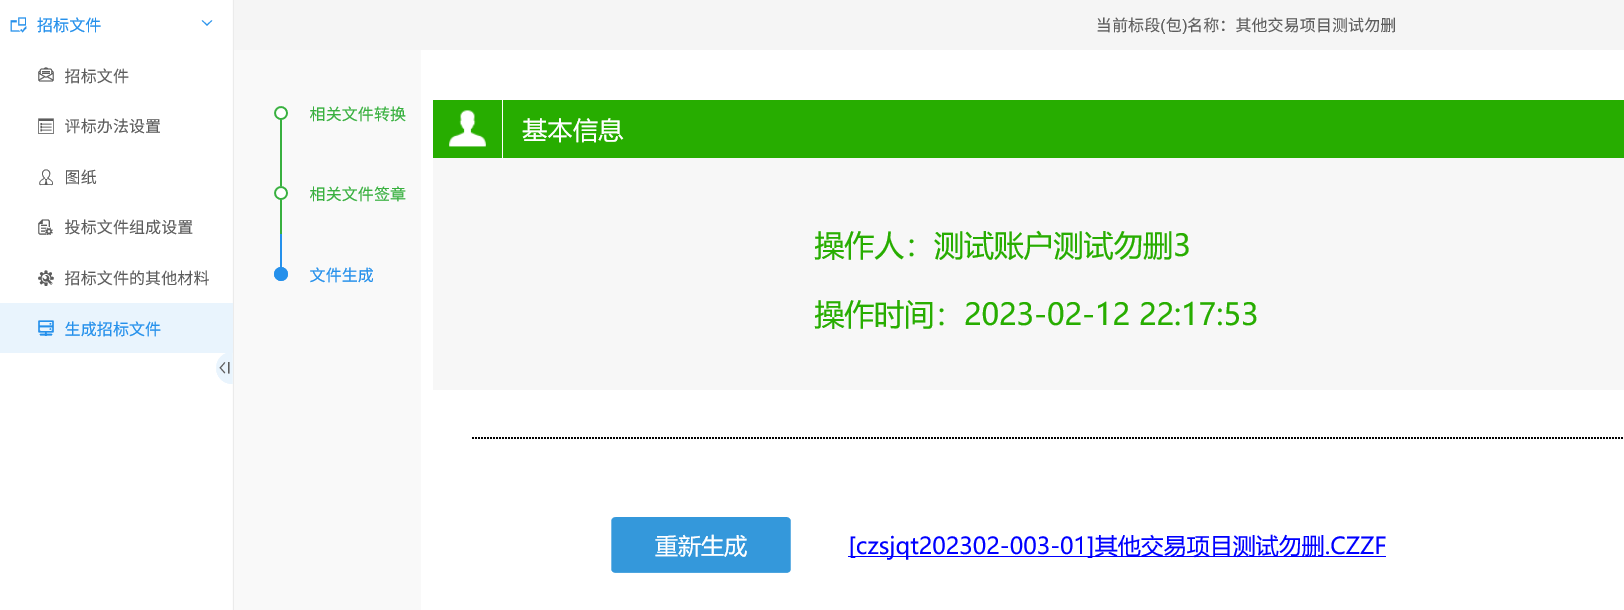 招标文件
招标文件
评标办法设置
图纸
投标文件组成设置
招标文件的其他材料
生成招标文件
当前标段(包)名称：其他交易项目测试勿删
相关文件转换
相关文件签章
文件生成
基本信息
操作人：测试账户测试勿删3
操作时间：2023-02-12 22:17:53
重新生成
[czsjqt202302-003-01]其他交易项目测试勿删.CZZF